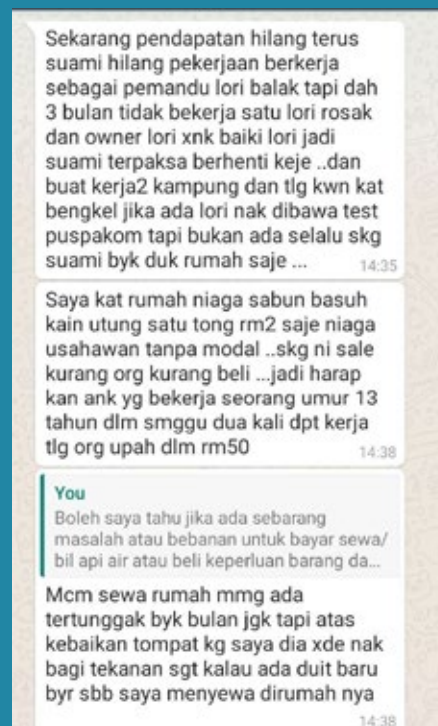 Sekarang pendapatan hilang terus
suami hilang pekerjaan berkerja
sebagai pemandu lori balak tapi dah
3 bulan tidak bekerja satu lori rosak
dan owner lori xnk baiki lori jadi
suami terpaksa berhenti keje ..dan
buat kerja2 kampung dan tlg kwn kat
bengkel jika ada lori nak dibawa test
puspakom tapi bukan ada selalu skg
suami byk duk rumah saje ...
14:35
Saya kat rumah niaga sabun basuh
kain utung satu tong rm2 saje niaga
usahawan tanpa modal ..skg ni sale
kurang org kurang beli ...jadi harap
kan ank yg bekerja seorang umur 13
tahun dlm smggu dua kali dpt kerja
tlg org upah dlm rm50
14:38
You
Boleh saya tahu jika ada sebarang
masalah atau bebanan untuk bayar sewa/
bil api air atau beli keperluan barang da...
Mcm sewa rumah mmg ada
tertunggak byk bulan jgk tapi atas
kebaikan tompat kg saya dia xde nak
bagi tekanan sgt kalau ada duit baru
byr sbb saya menyewa dirumah nya
14:38